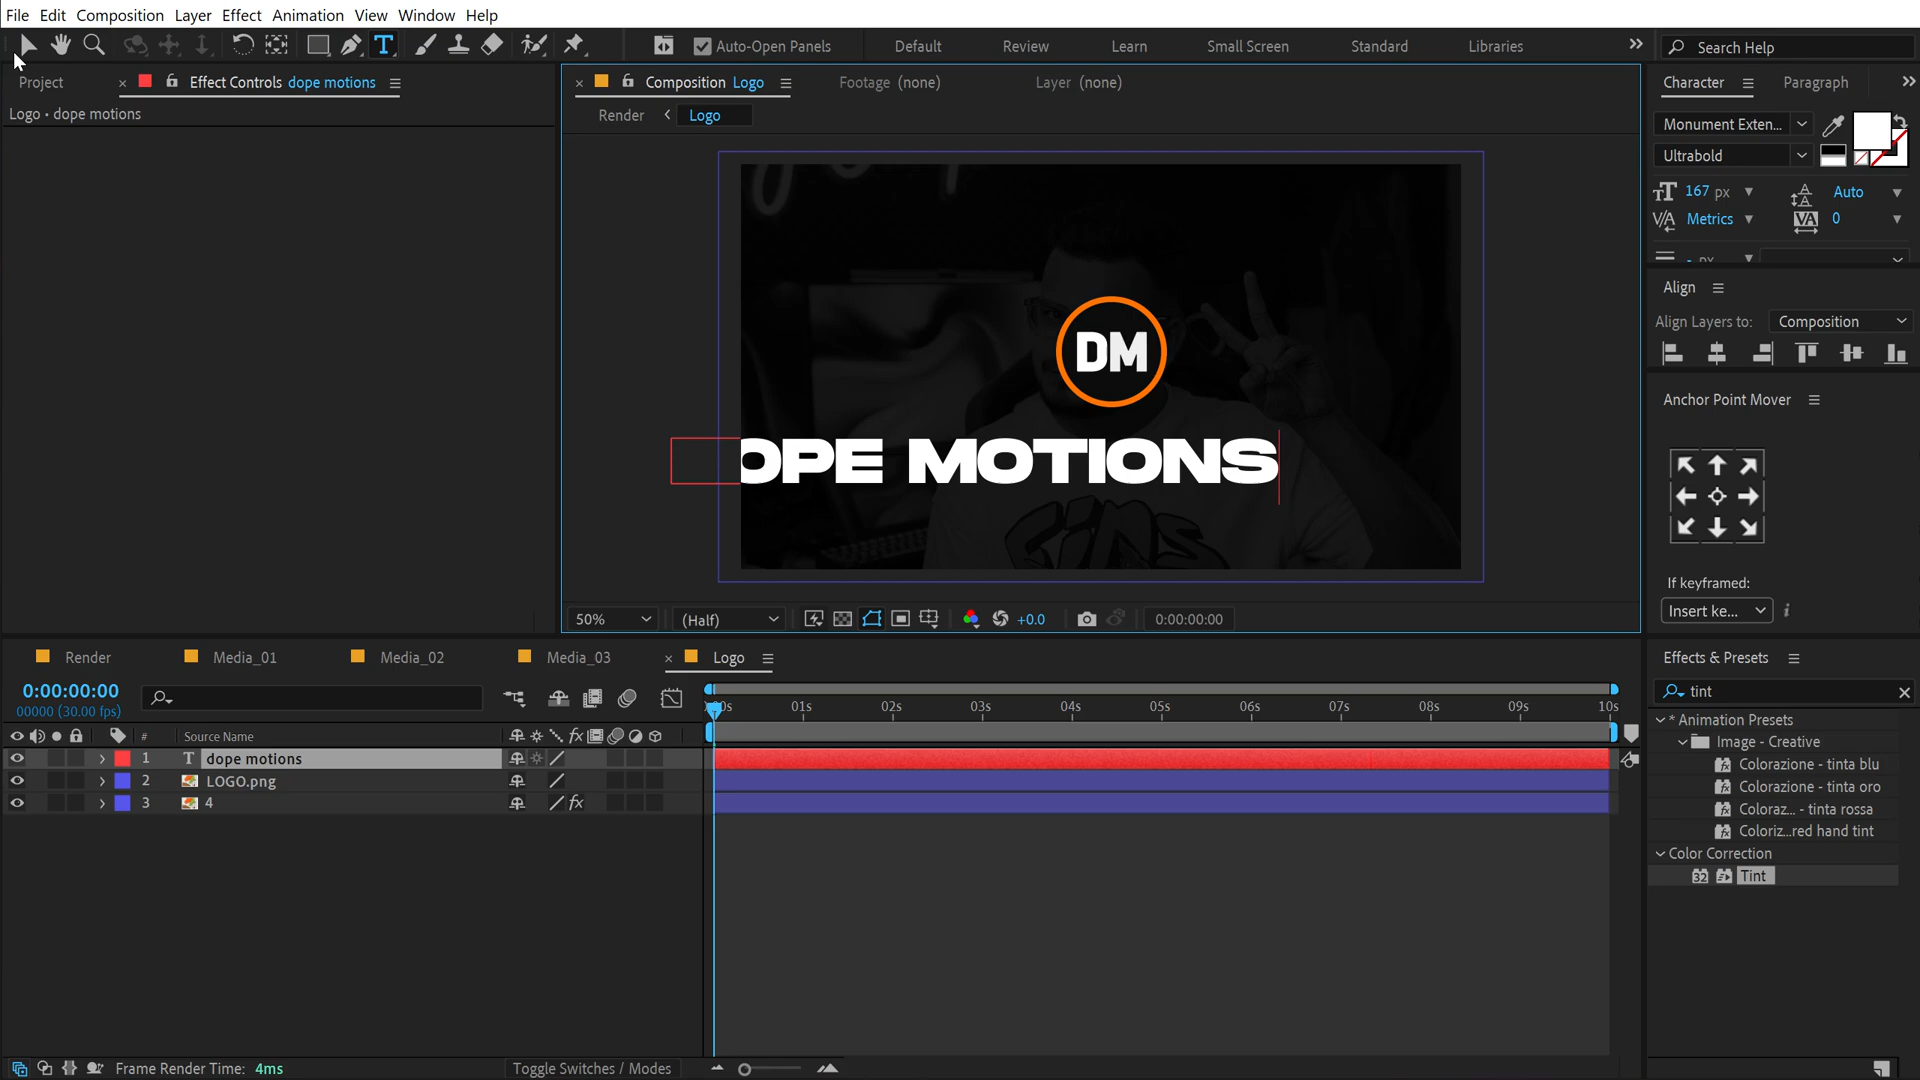 File Edit Composition Layer Effect Animation View Window Help
T Auto-Open Panels Default Review Learn Small Screen Standard Libraries Search Help
Project Effect Controls dope motions
Logo • dope motions
Composition Logo Footage (none) Layer (none)
Render Logo
DM
OPE MOTIONS
50% (Half) +0.0 0:00:00:00
Character Paragraph
Monument Exten...
Ultrabold
167 px Auto
Metrics 0
- px
Align
Align Layers to: Composition
Anchor Point Mover
If keyframed:
Insert ke...
Render Media_01 Media_02 Media_03 Logo
0:00:00:00
00000 (30.00 fps)
01s 02s 03s 04s 05s 06s 07s 08s 09s 10s
# Source Name
1 T dope motions
2 LOGO.png
3 4
Effects & Presets
tint
* Animation Presets
Image - Creative
Colorazione - tinta blu
Colorazione - tinta oro
Coloraz... - tinta rossa
Coloriz...red hand tint
Color Correction
32 Tint
Frame Render Time: 4ms Toggle Switches / Modes